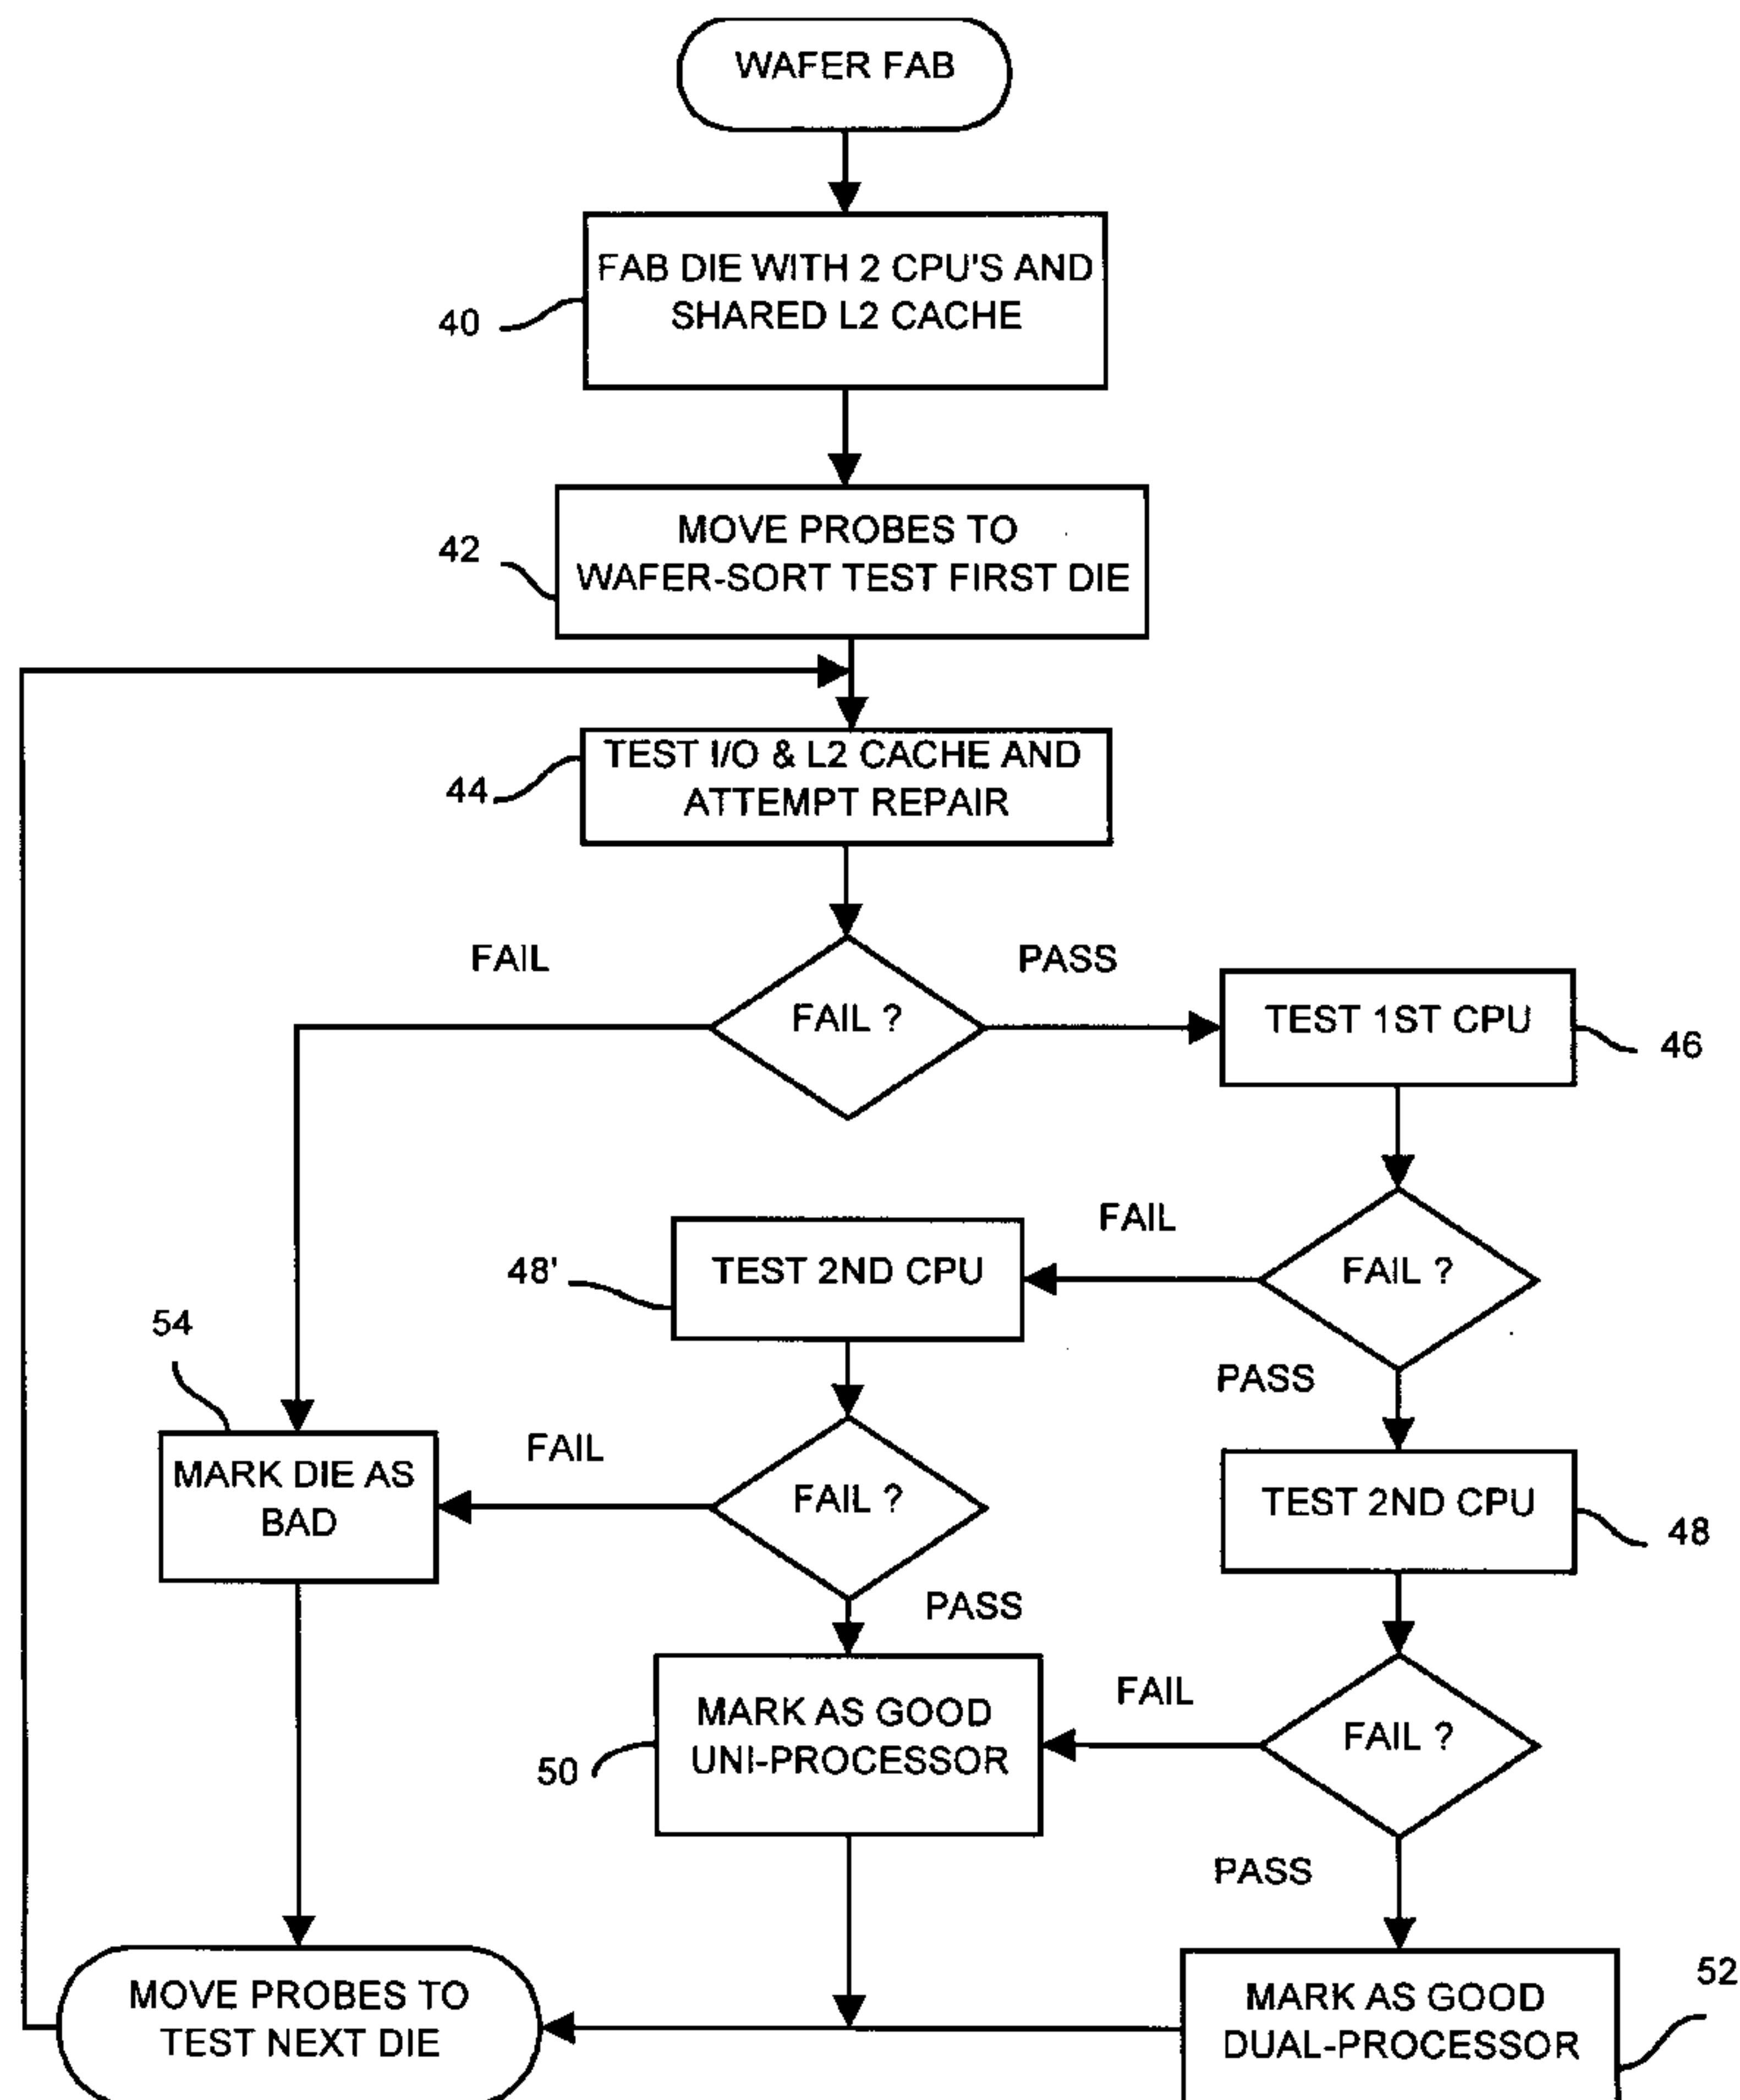 WAFER FAB
FAB DIE WITH 2 CPU'S AND
SHARED L2 CACHE
40
MOVE PROBES TO
WAFER-SORT TEST FIRST DIE
42
TEST I/O & L2 CACHE AND
ATTEMPT REPAIR
44
FAIL
PASS
FAIL ?
TEST 1ST CPU
46
FAIL
TEST 2ND CPU
48'
FAIL ?
PASS
54
MARK DIE AS
BAD
FAIL
FAIL ?
TEST 2ND CPU
48
PASS
MARK AS GOOD
UNI-PROCESSOR
50
FAIL
FAIL ?
PASS
MOVE PROBES TO
TEST NEXT DIE
MARK AS GOOD
DUAL-PROCESSOR
52